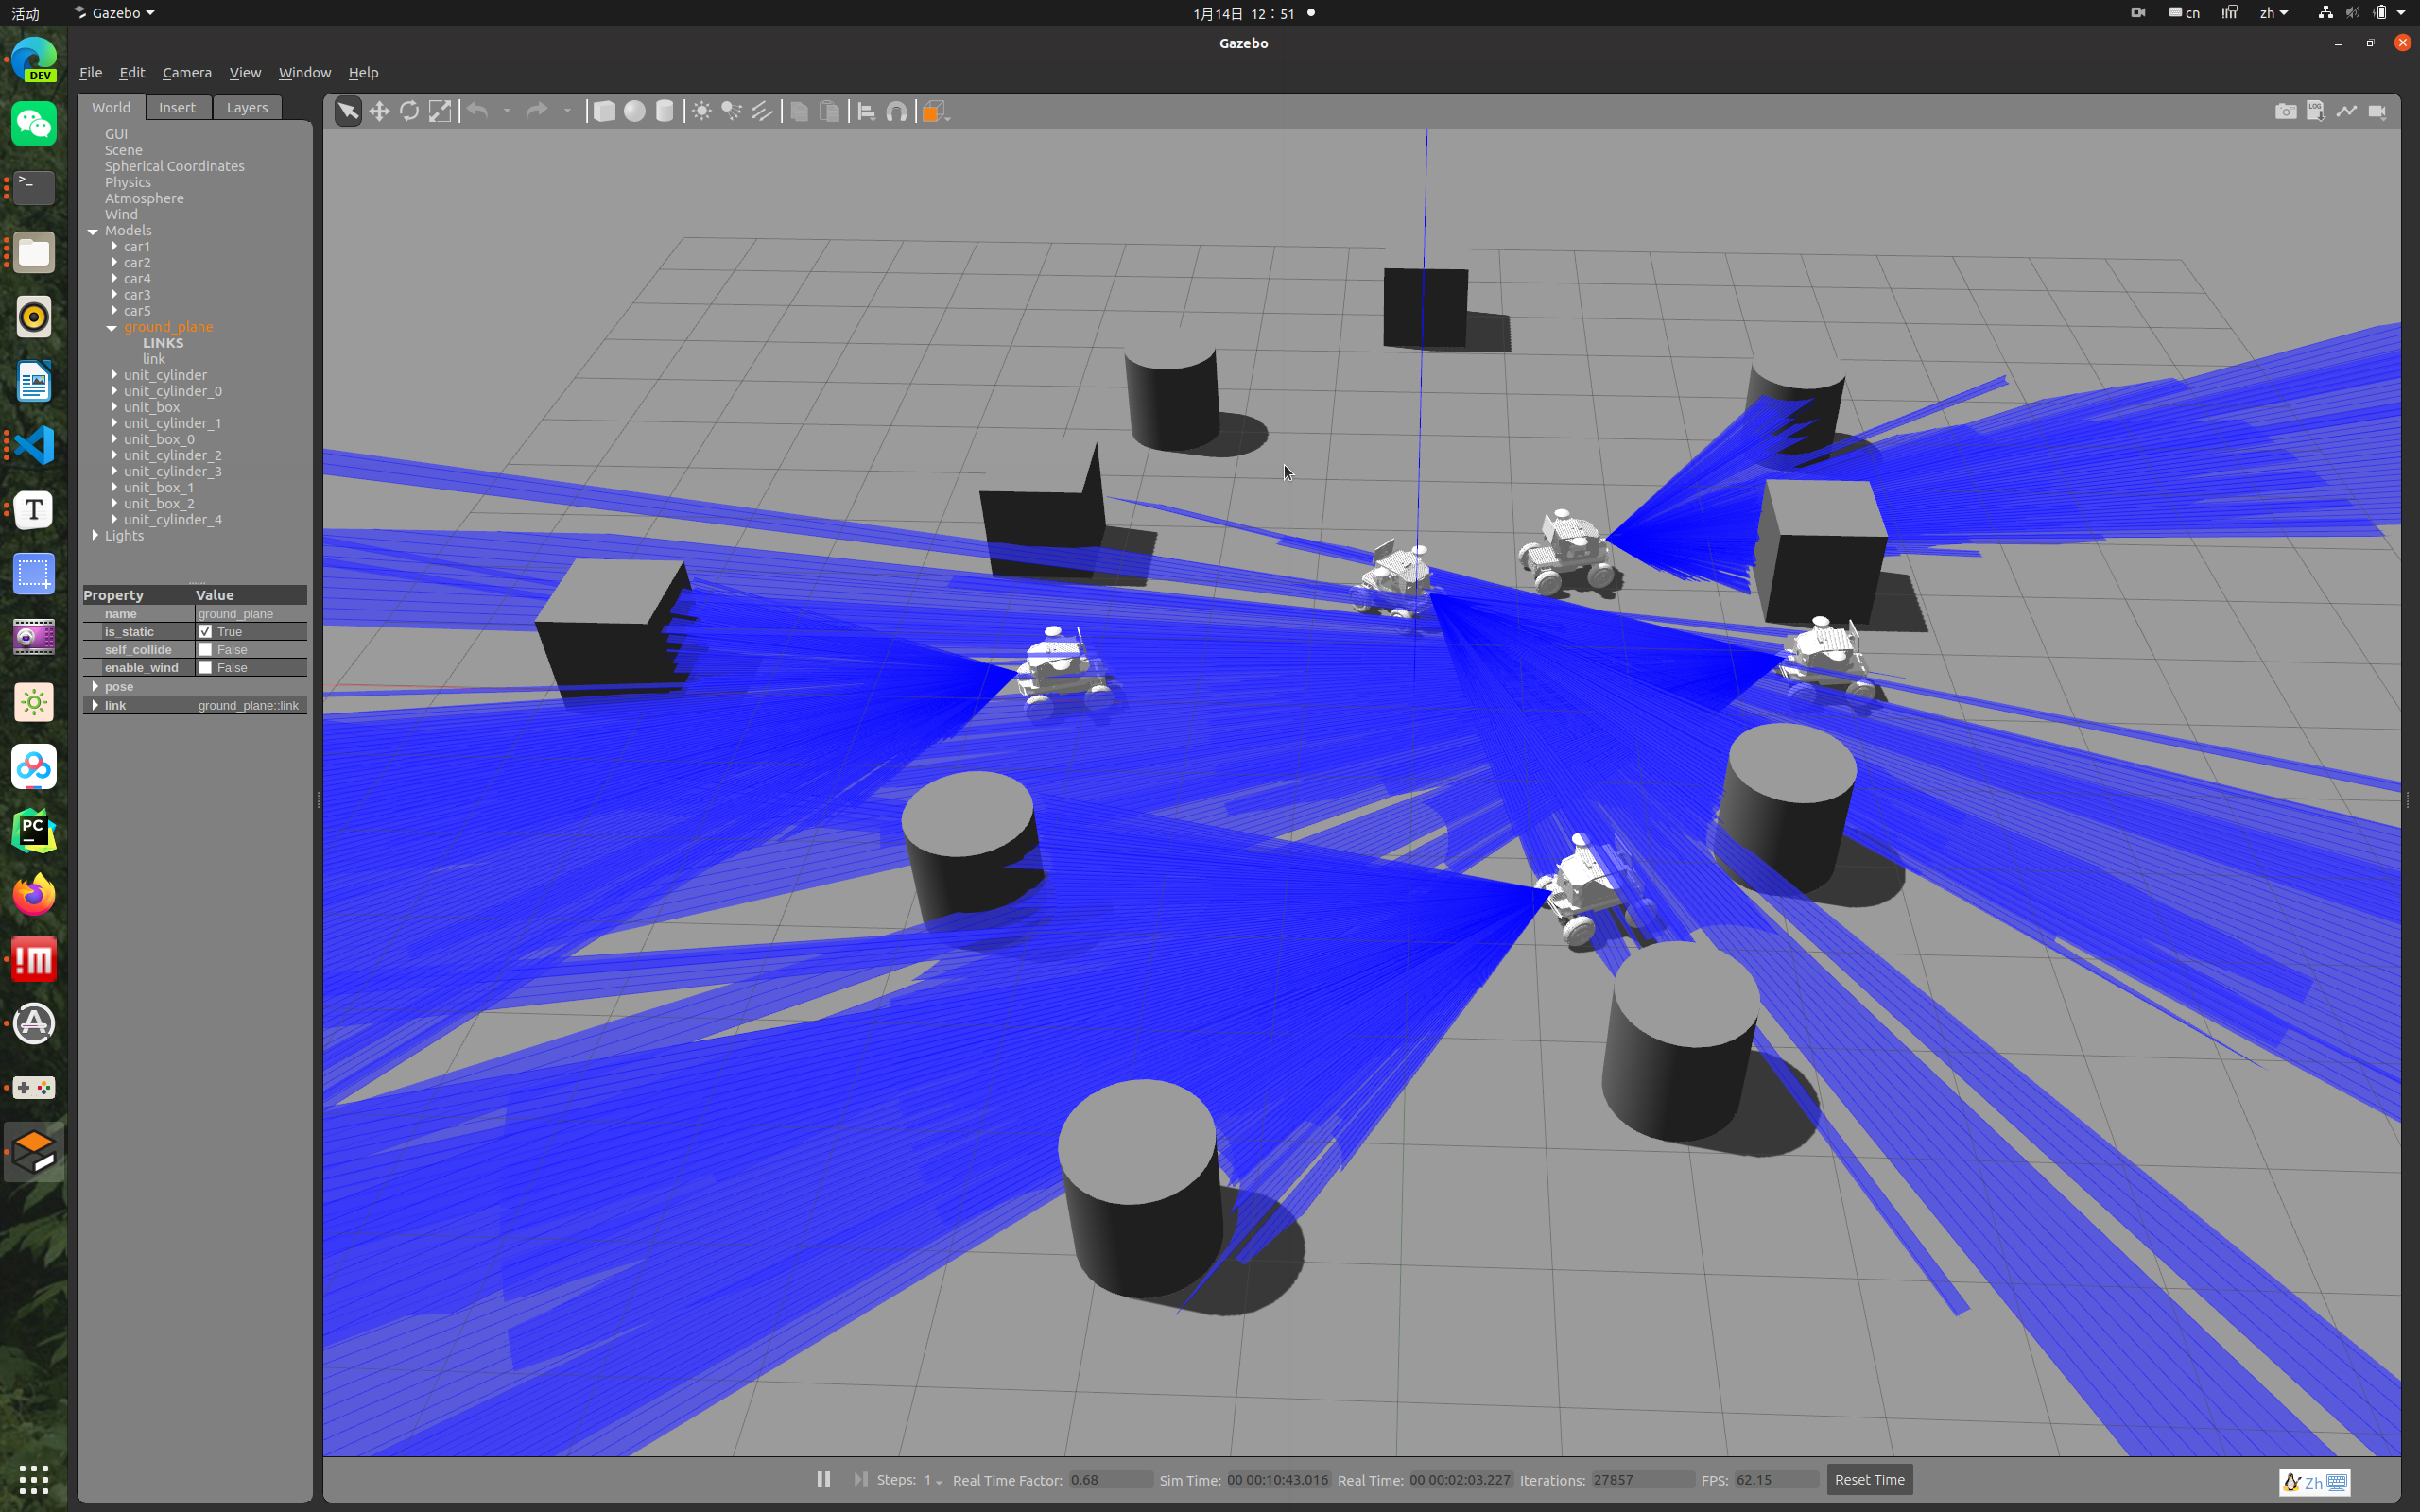 活动 Gazebo 1月14日 12：51 cn zh
Gazebo
File Edit Camera View Window Help
World Insert Layers
GUI
Scene
Spherical Coordinates
Physics
Atmosphere
Wind
Models
car1
car2
car4
car3
car5
ground_plane
LINKS
link
unit_cylinder
unit_cylinder_0
unit_box
unit_cylinder_1
unit_box_0
unit_cylinder_2
unit_cylinder_3
unit_box_1
unit_box_2
unit_cylinder_4
Lights
Property Value
name ground_plane
is_static True
self_collide False
enable_wind False
pose
link ground_plane::link
DEV
>_
T
PC
!M
LOG
Steps: 1 Real Time Factor: 0.68 Sim Time: 00 00:10:43.016 Real Time: 00 00:02:03.227 Iterations: 27857 FPS: 62.15 Reset Time
Zh